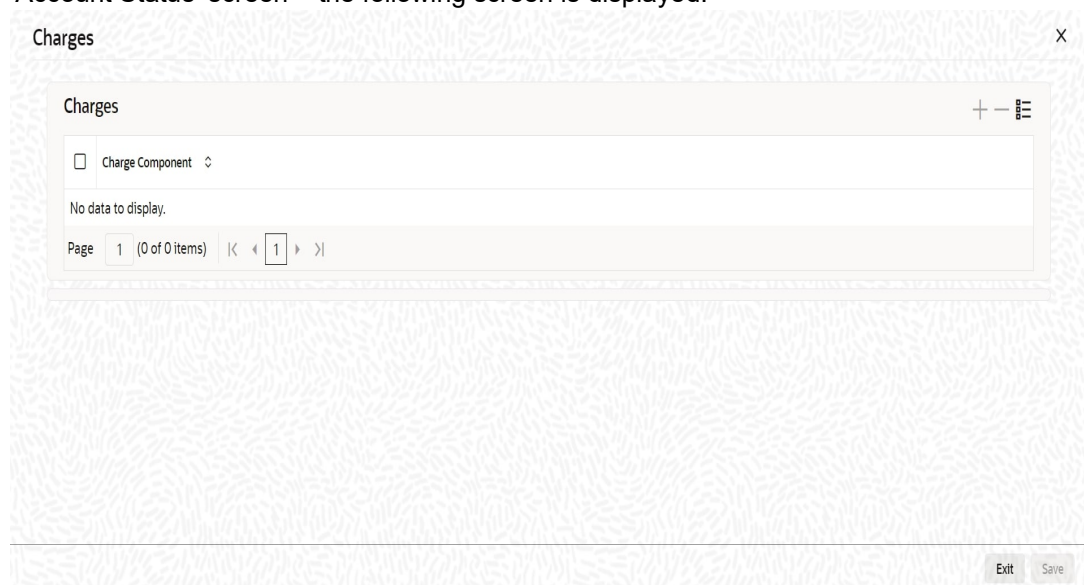 Account Status' screen – the following screen is displayed:
Charges X
Charges
Charge Component
No data to display.
Page 1 (0 of 0 items) 1
Exit Save